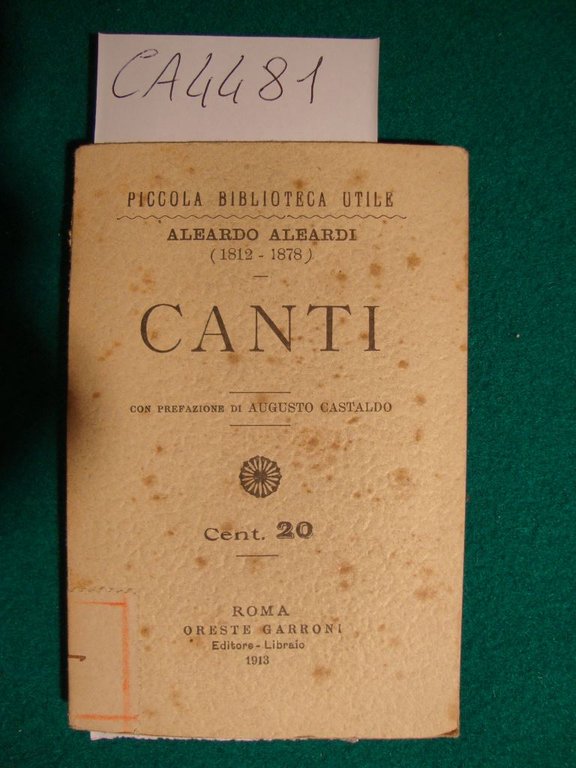 CA4481
PICCOLA BIBLIOTECA UTILE
ALEARDO ALEARDI
(1812 - 1878)
CANTI
CON PREFAZIONE DI AUGUSTO CASTALDO
Cent. 20
ROMA
ORESTE GARRONI
Editore - Libraio
1913